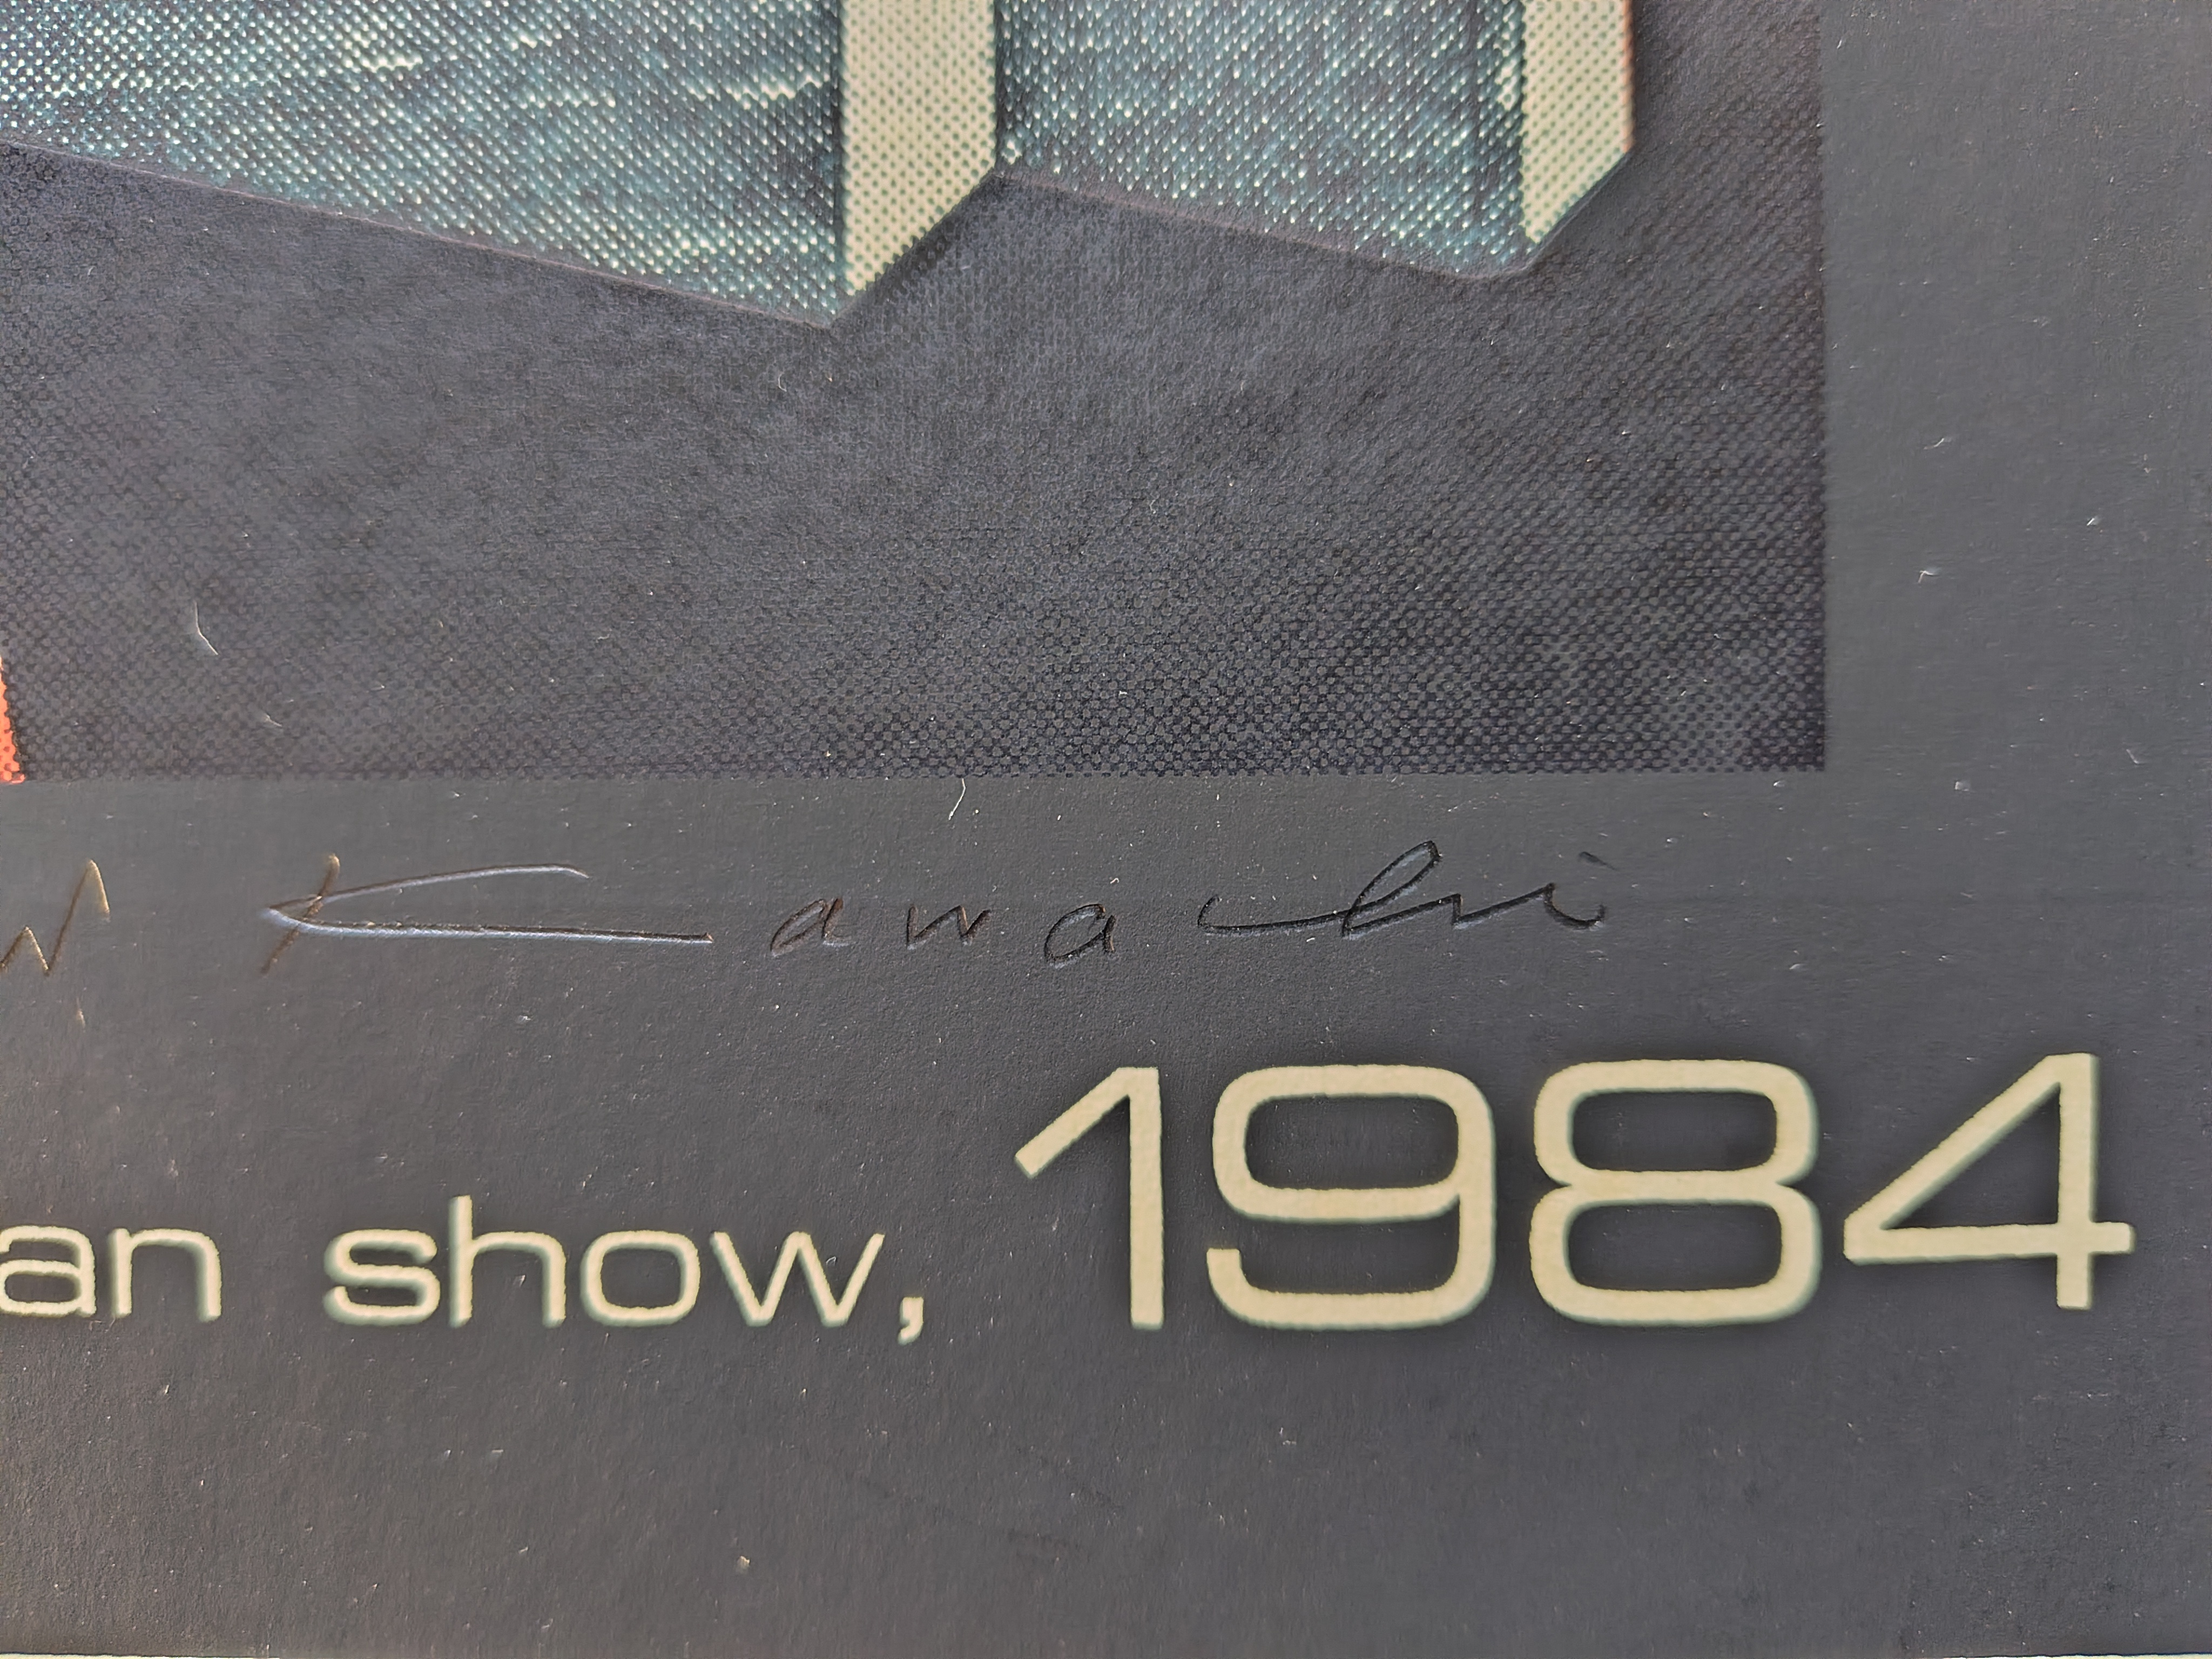 Kawachi
an show, 1984